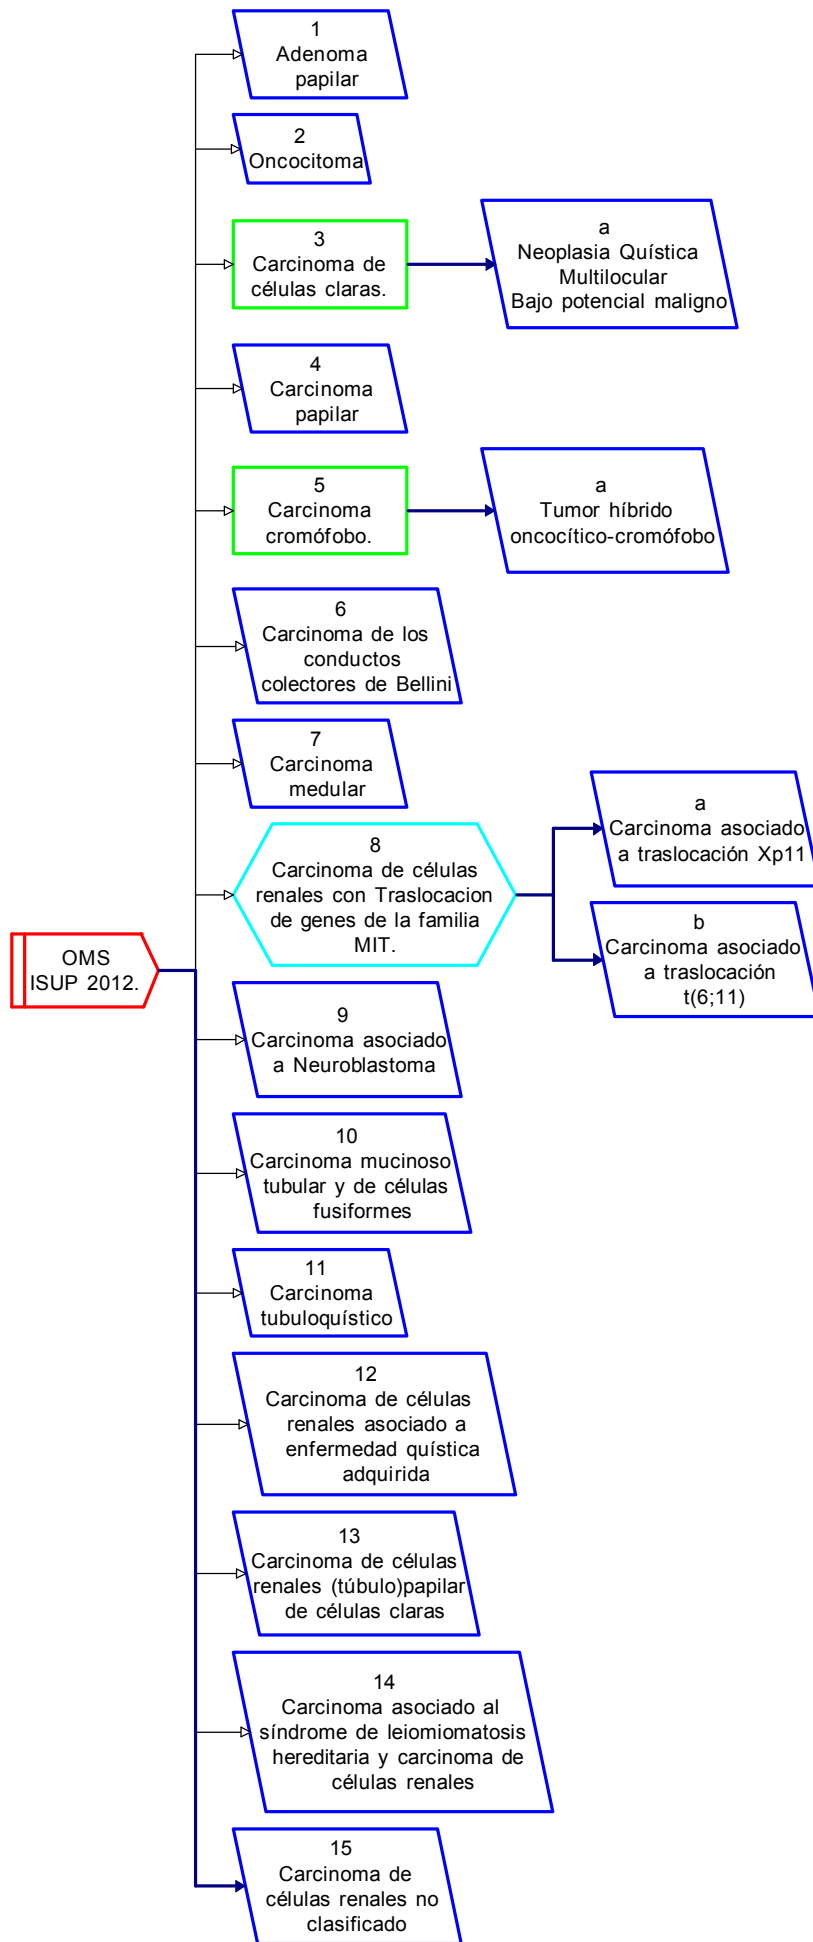 1
Adenoma
papilar
2
Oncocitoma
3
Carcinoma de
células claras.
a
Neoplasia Quística
Multilocular
Bajo potencial maligno
4
Carcinoma
papilar
5
Carcinoma
cromófobo.
a
Tumor híbrido
oncocítico-cromófobo
6
Carcinoma de los
conductos
colectores de Bellini
7
Carcinoma
medular
8
Carcinoma de células
renales con Traslocacion
de genes de la familia
MIT.
a
Carcinoma asociado
a traslocación Xp11
b
Carcinoma asociado
a traslocación
t(6;11)
OMS
ISUP 2012.
9
Carcinoma asociado
a Neuroblastoma
10
Carcinoma mucinoso
tubular y de células
fusiformes
11
Carcinoma
tubuloquístico
12
Carcinoma de células
renales asociado a
enfermedad quística
adquirida
13
Carcinoma de células
renales (túbulo)papilar
de células claras
14
Carcinoma asociado al
síndrome de leiomiomatosis
hereditaria y carcinoma de
células renales
15
Carcinoma de
células renales no
clasificado